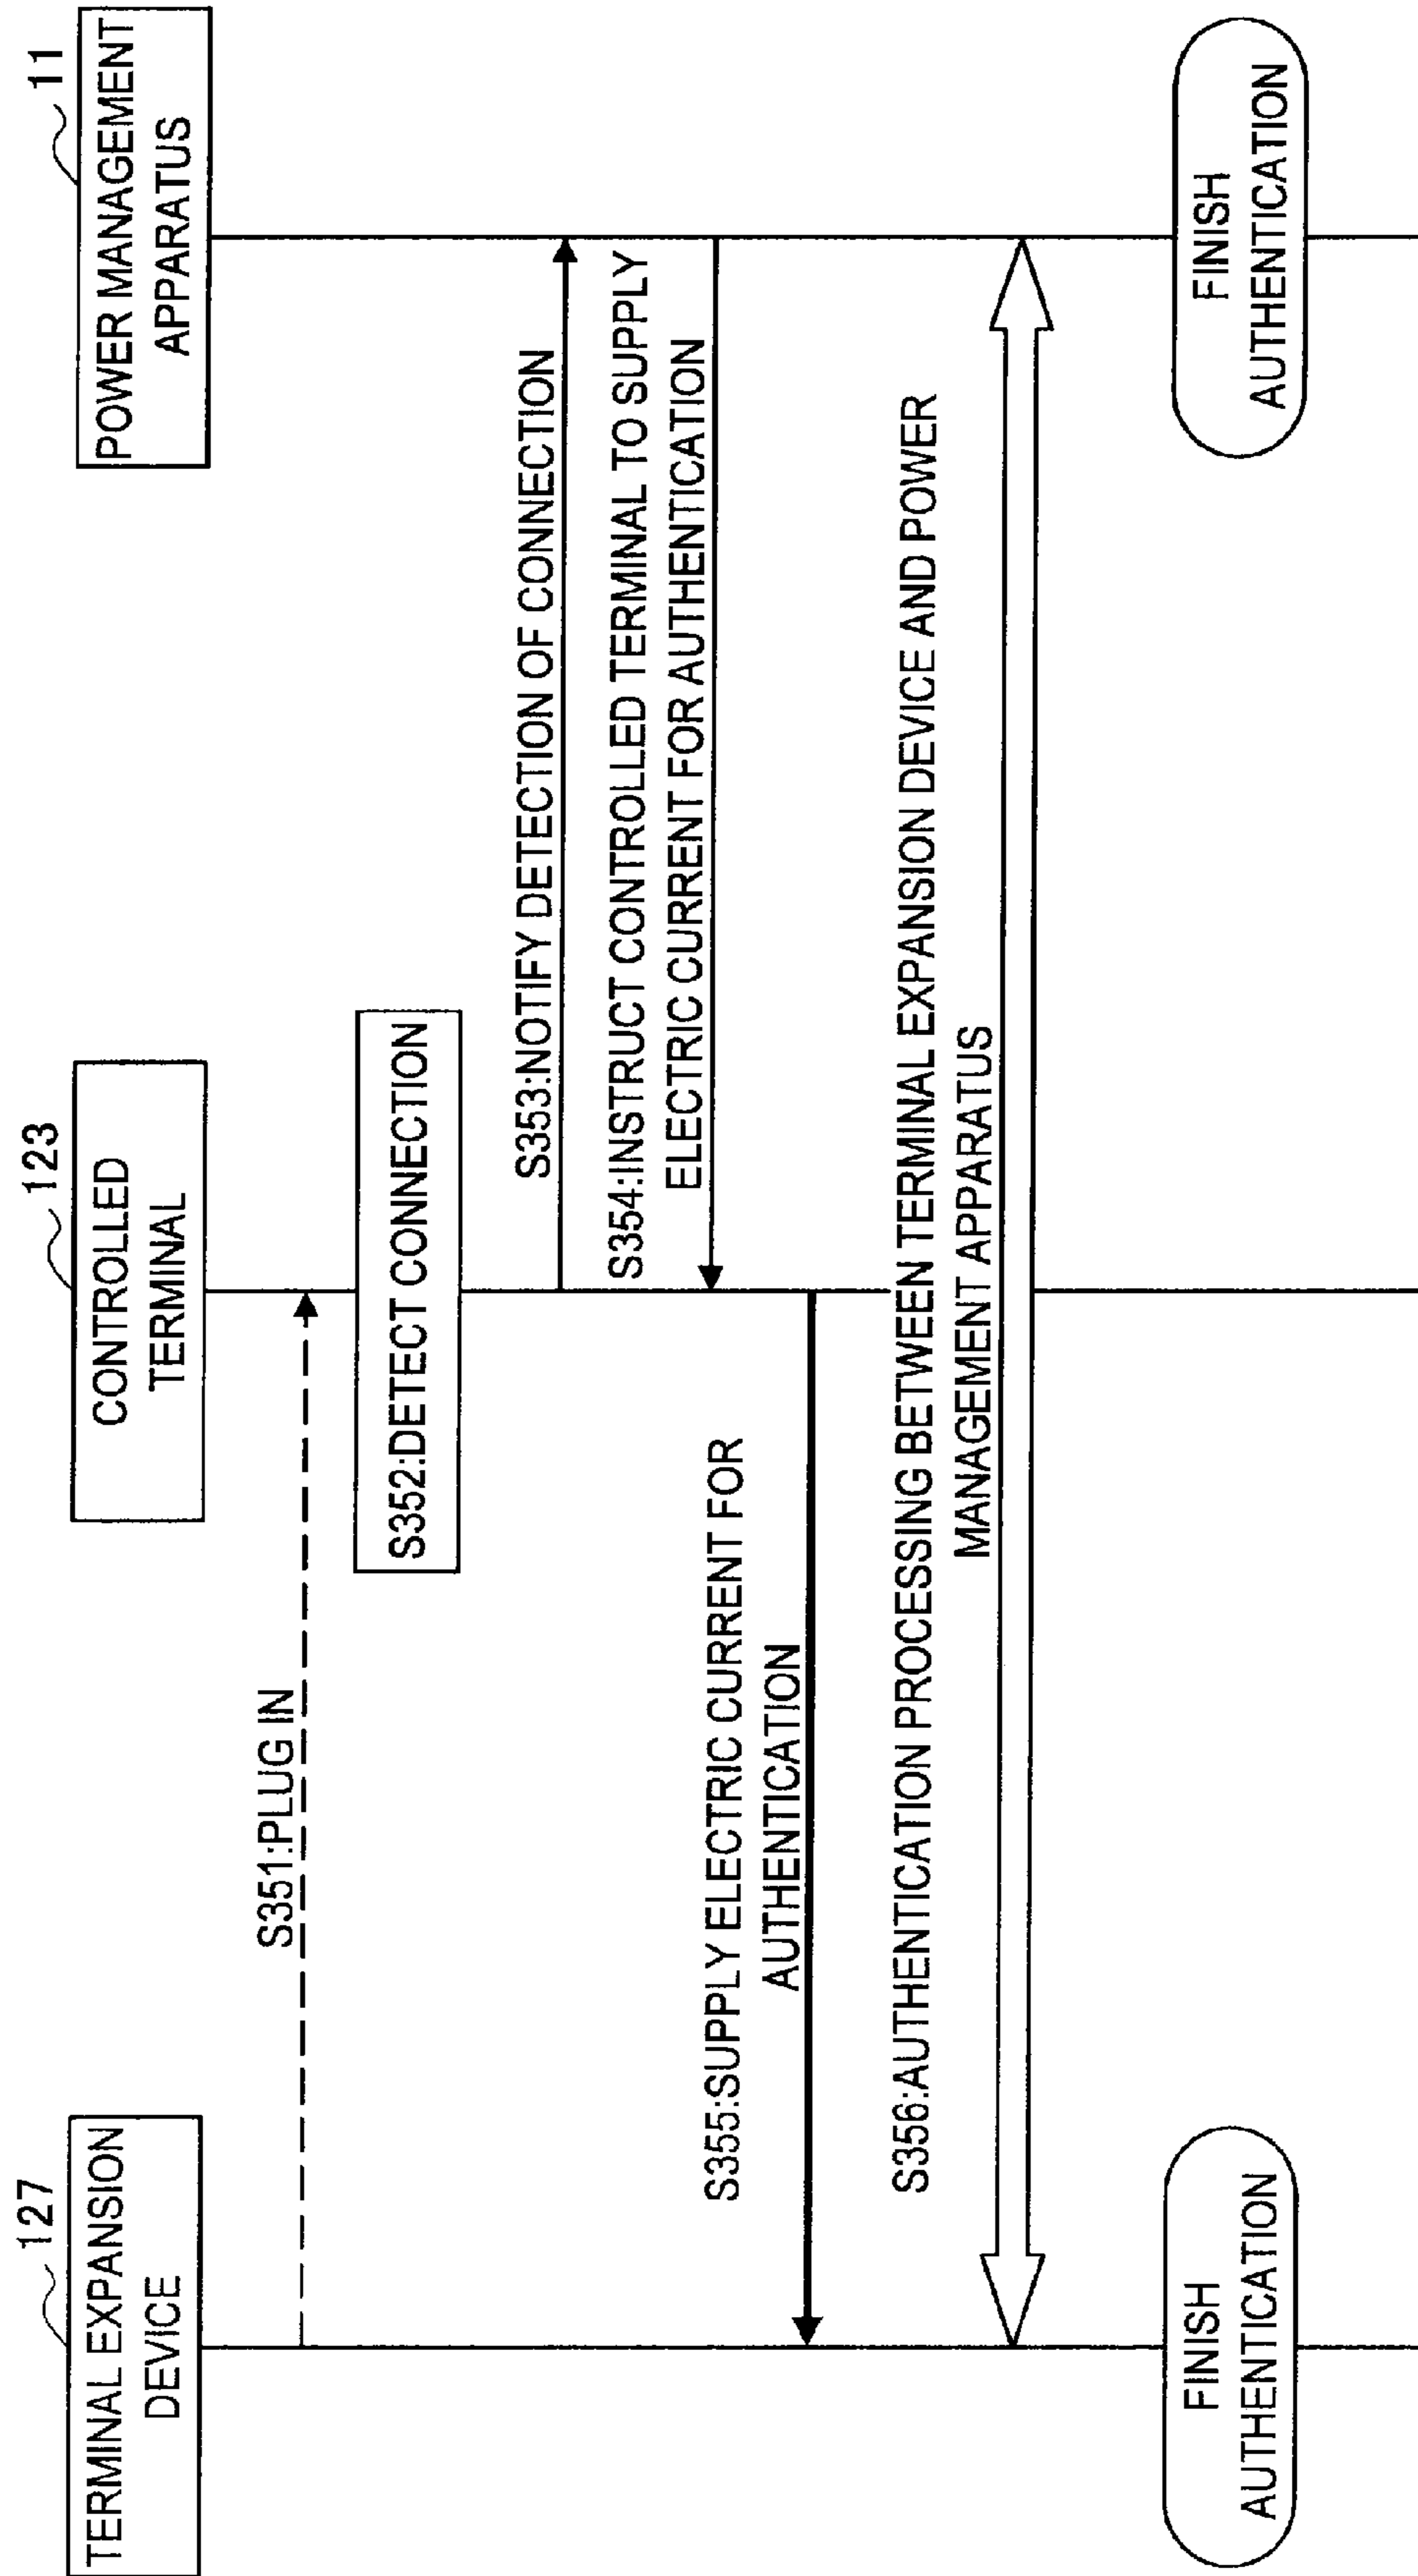 127
TERMINAL EXPANSION
DEVICE
123
CONTROLLED
TERMINAL
11
POWER MANAGEMENT
APPARATUS
S351:PLUG IN
S352:DETECT CONNECTION
S353:NOTIFY DETECTION OF CONNECTION
S354:INSTRUCT CONTROLLED TERMINAL TO SUPPLY
ELECTRIC CURRENT FOR AUTHENTICATION
S355:SUPPLY ELECTRIC CURRENT FOR
AUTHENTICATION
S356:AUTHENTICATION PROCESSING BETWEEN TERMINAL EXPANSION DEVICE AND POWER
MANAGEMENT APPARATUS
FINISH
AUTHENTICATION
FINISH
AUTHENTICATION